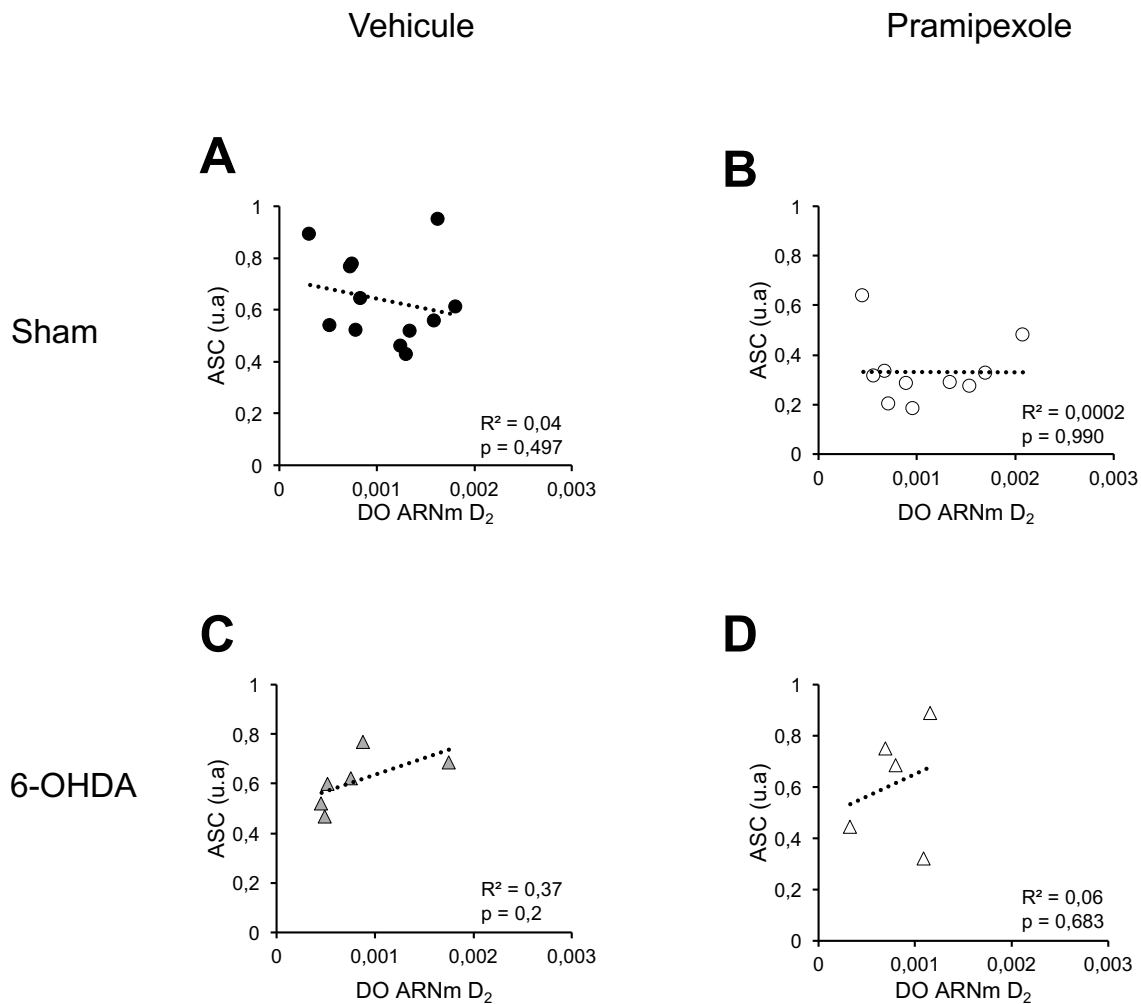 Vehicule
Pramipexole
Sham
A
1
0,8
0,6
0,4
0,2
0
ASC (u.a)
R² = 0,04
p = 0,497
0 0,001 0,002 0,003
DO ARNm D₂
B
1
0,8
0,6
0,4
0,2
0
ASC (u.a)
R² = 0,0002
p = 0,990
0 0,001 0,002 0,003
DO ARNm D₂
6-OHDA
C
1
0,8
0,6
0,4
0,2
0
ASC (u.a)
R² = 0,37
p = 0,2
0 0,001 0,002 0,003
DO ARNm D₂
D
1
0,8
0,6
0,4
0,2
0
ASC (u.a)
R² = 0,06
p = 0,683
0 0,001 0,002 0,003
DO ARNm D₂